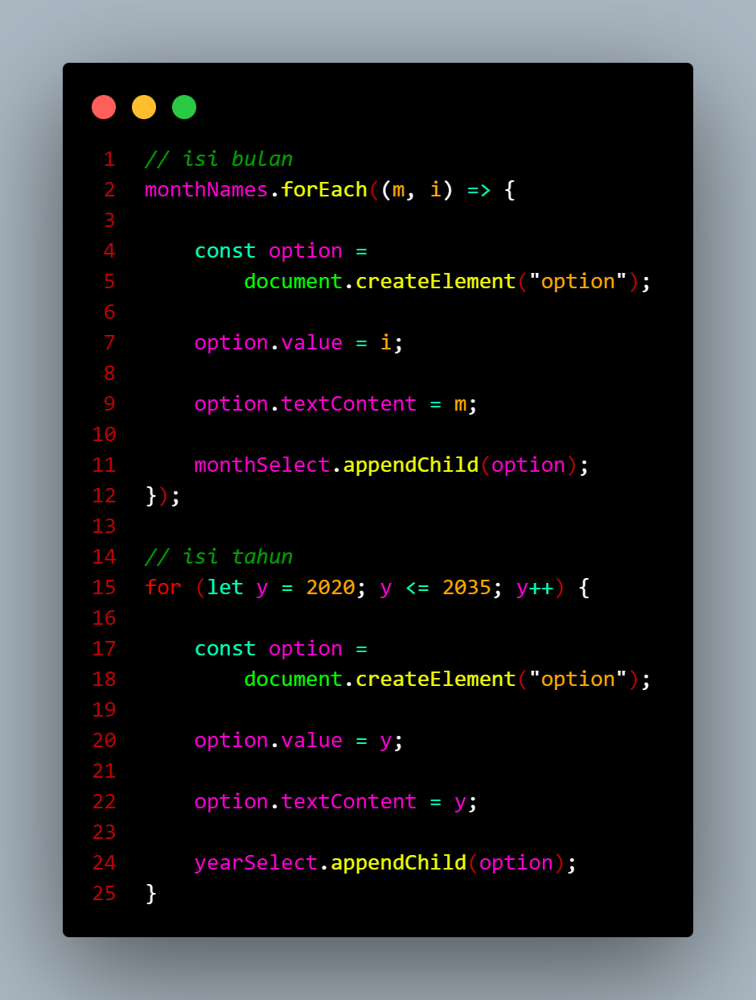 1 // isi bulan
2 monthNames.forEach((m, i) => {
3
4     const option =
5         document.createElement("option");
6
7     option.value = i;
8
9     option.textContent = m;
10
11     monthSelect.appendChild(option);
12 });
13
14 // isi tahun
15 for (let y = 2020; y <= 2035; y++) {
16
17     const option =
18         document.createElement("option");
19
20     option.value = y;
21
22     option.textContent = y;
23
24     yearSelect.appendChild(option);
25 }